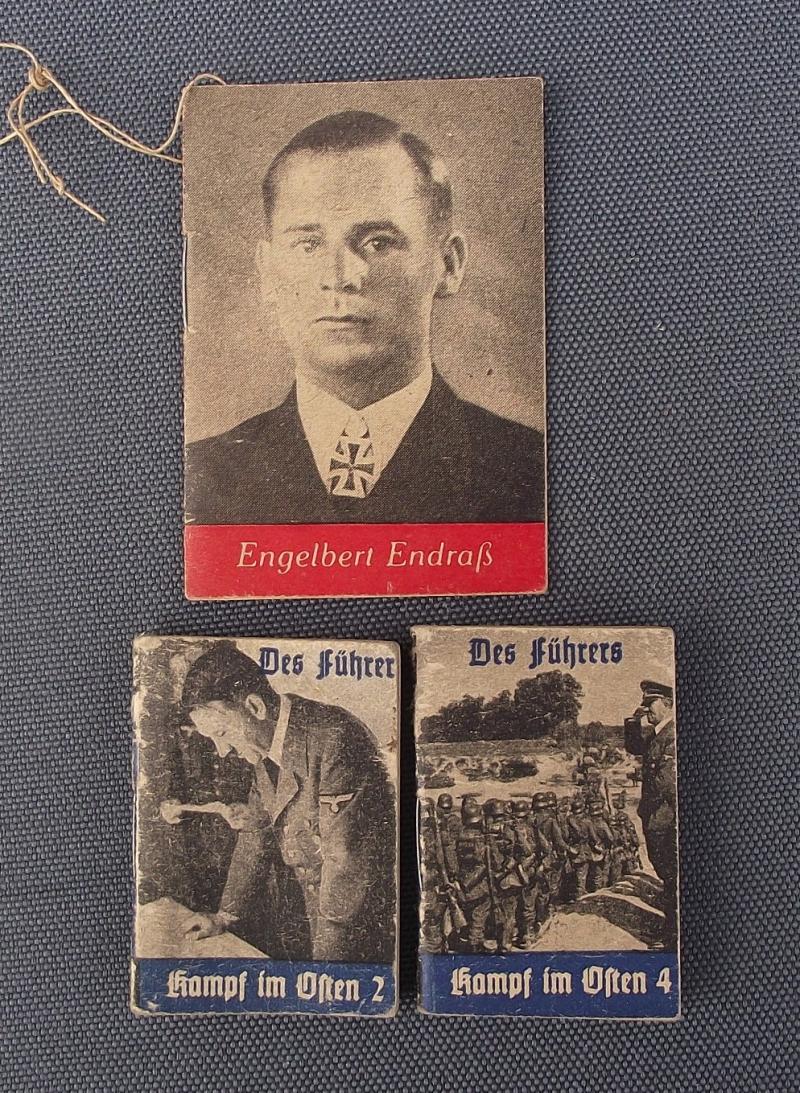 Engelbert Endraß
Des Führer
Kampf im Osten 2
Des Führers
Kampf im Osten 4